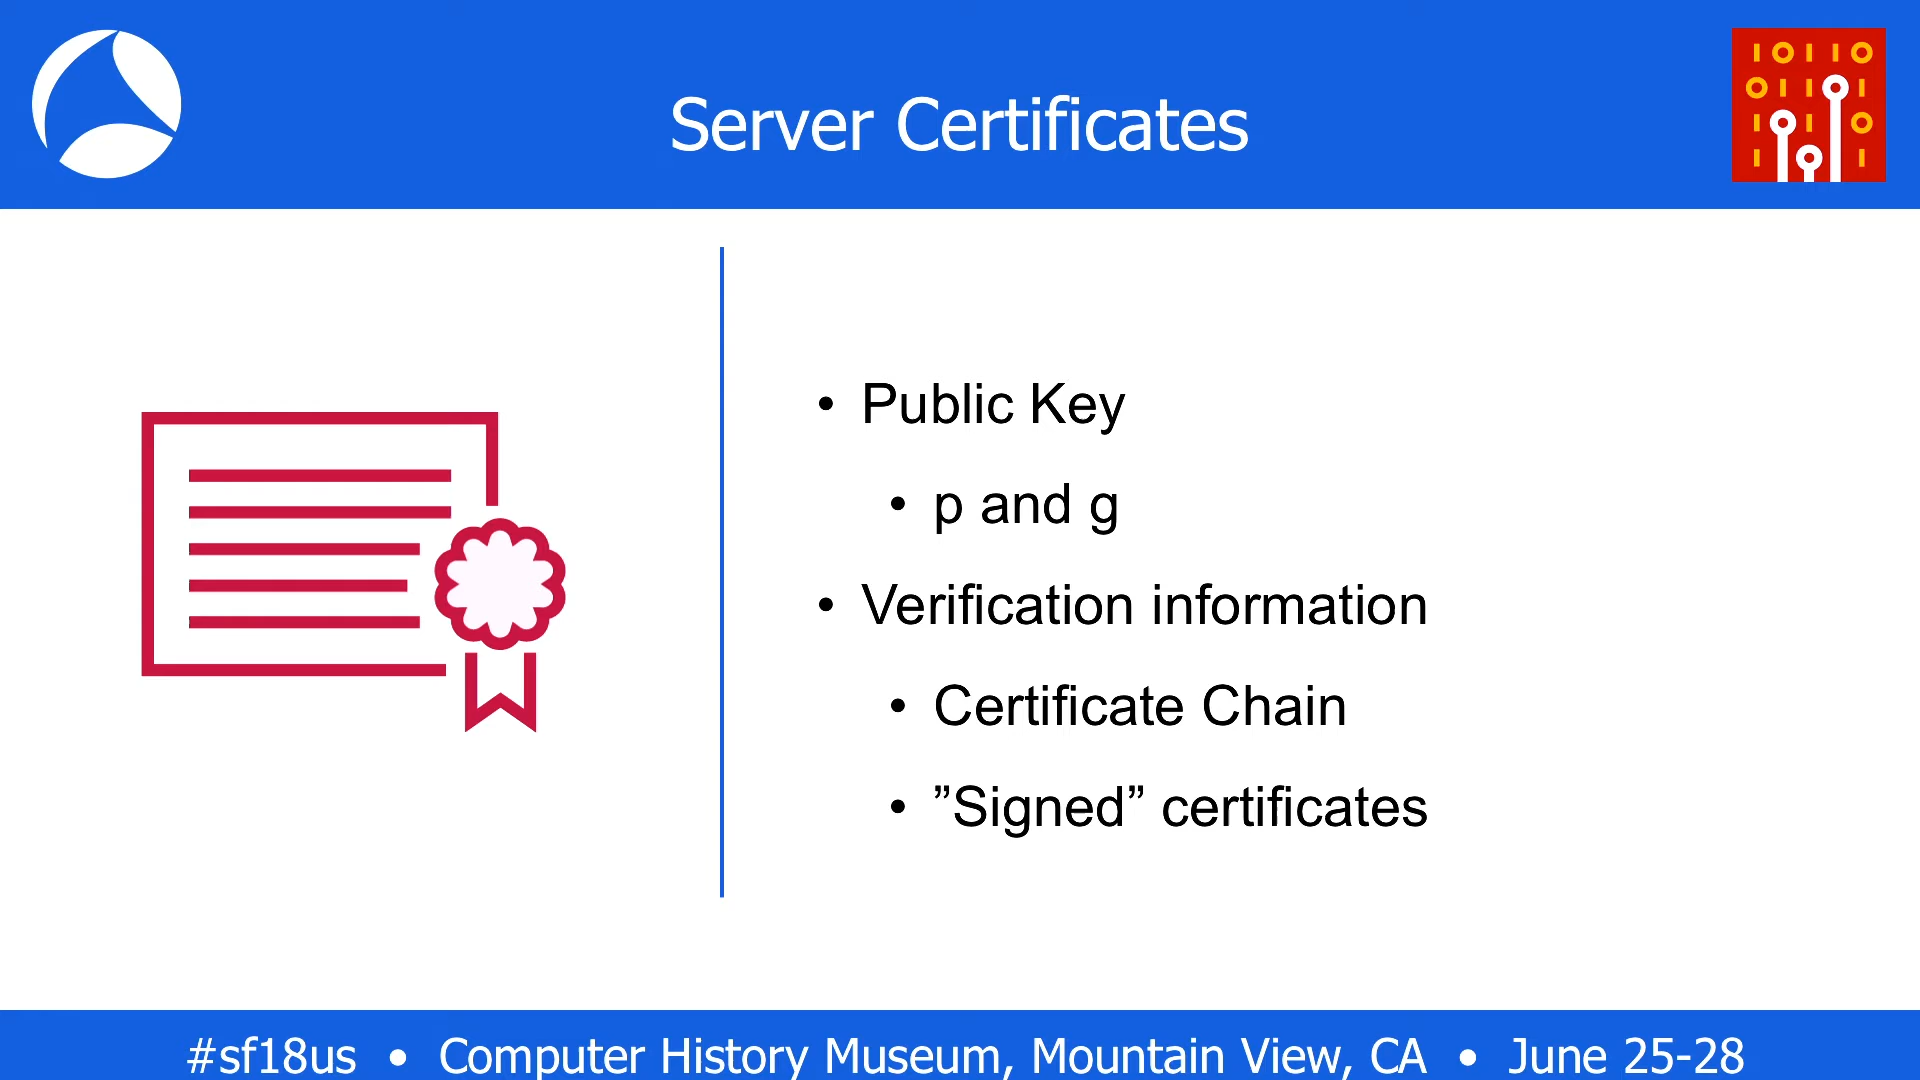 Server Certificates
• Public Key
• p and g
• Verification information
• Certificate Chain
• ”Signed” certificates
#sf18us • Computer History Museum, Mountain View, CA • June 25-28